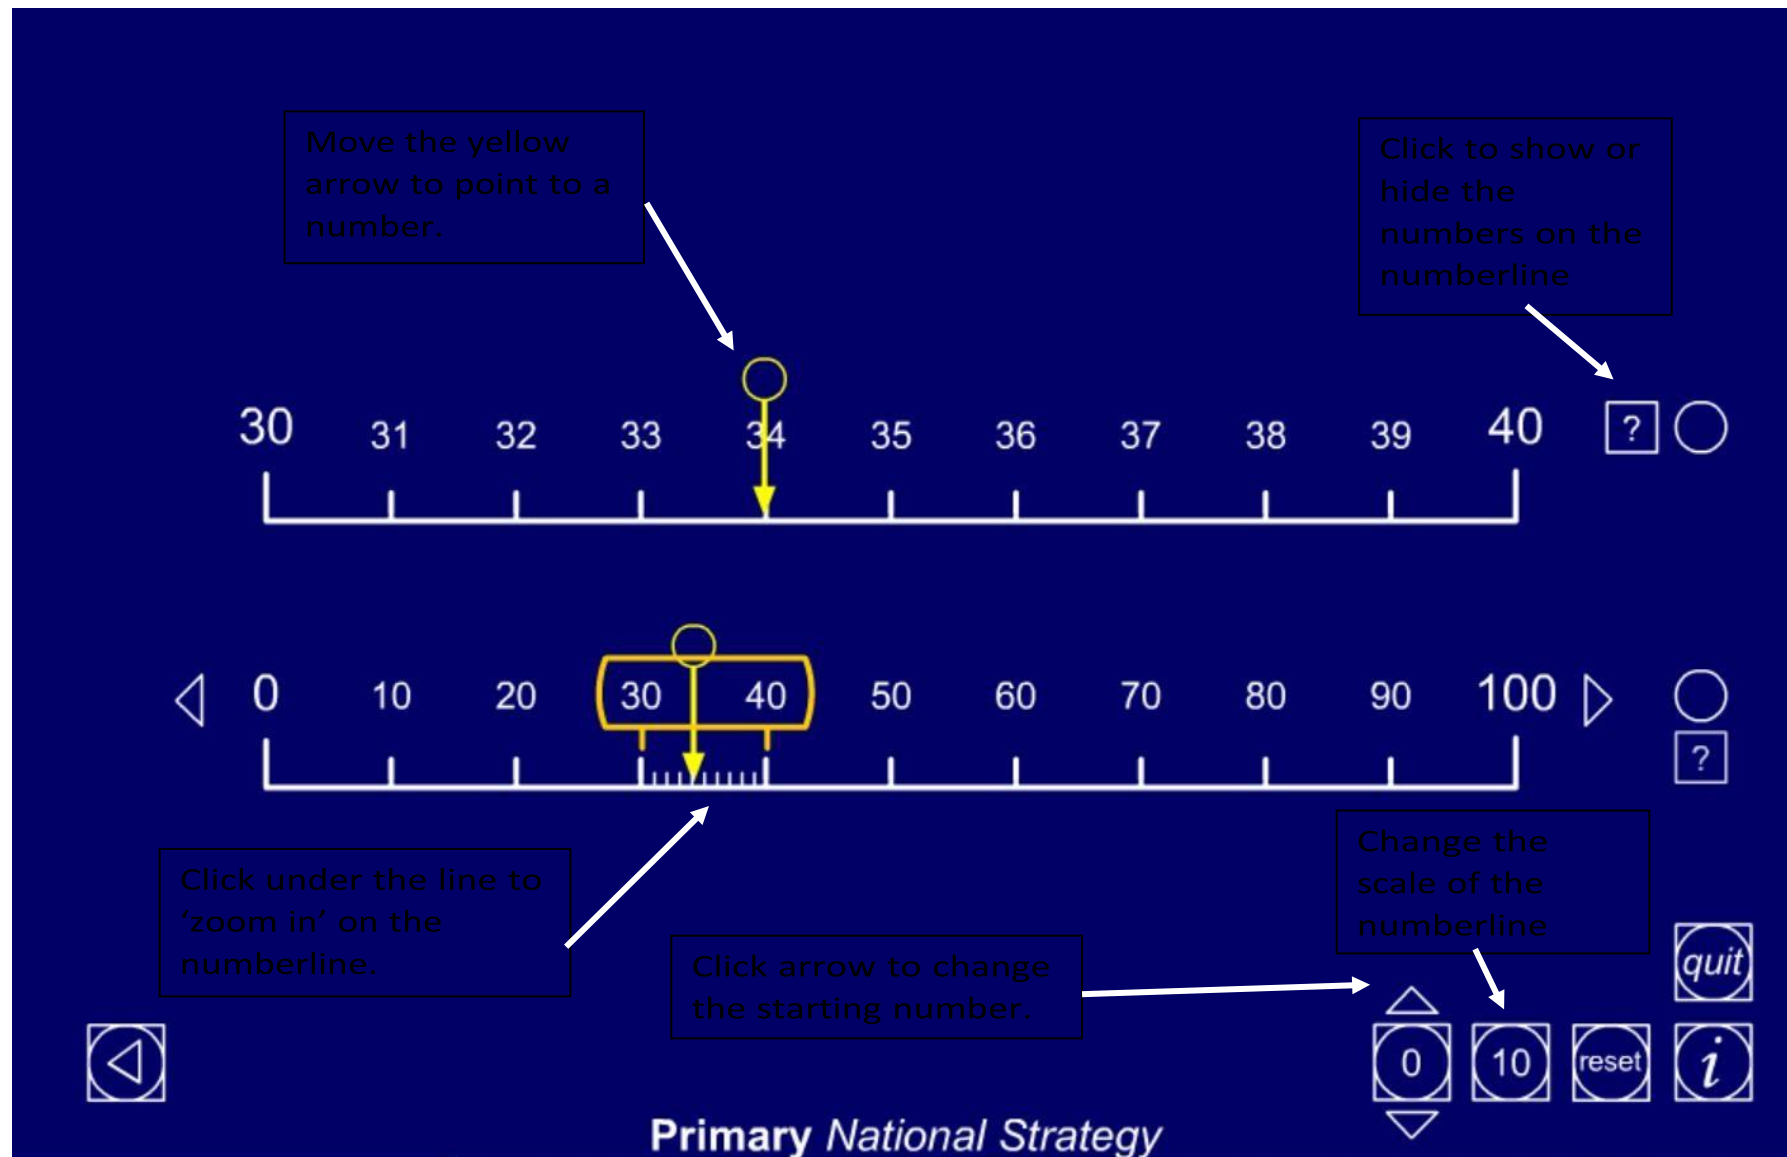 Move the yellow
arrow to point to a
number.
Click to show or
hide the
numbers on the
numberline
30 31 32 33 34 35 36 37 38 39 40 ?
0 10 20 30 40 50 60 70 80 90 100
?
Click under the line to
‘zoom in’ on the
numberline.
Click arrow to change
the starting number.
Change the
scale of the
numberline
quit
0 10 reset i
Primary National Strategy